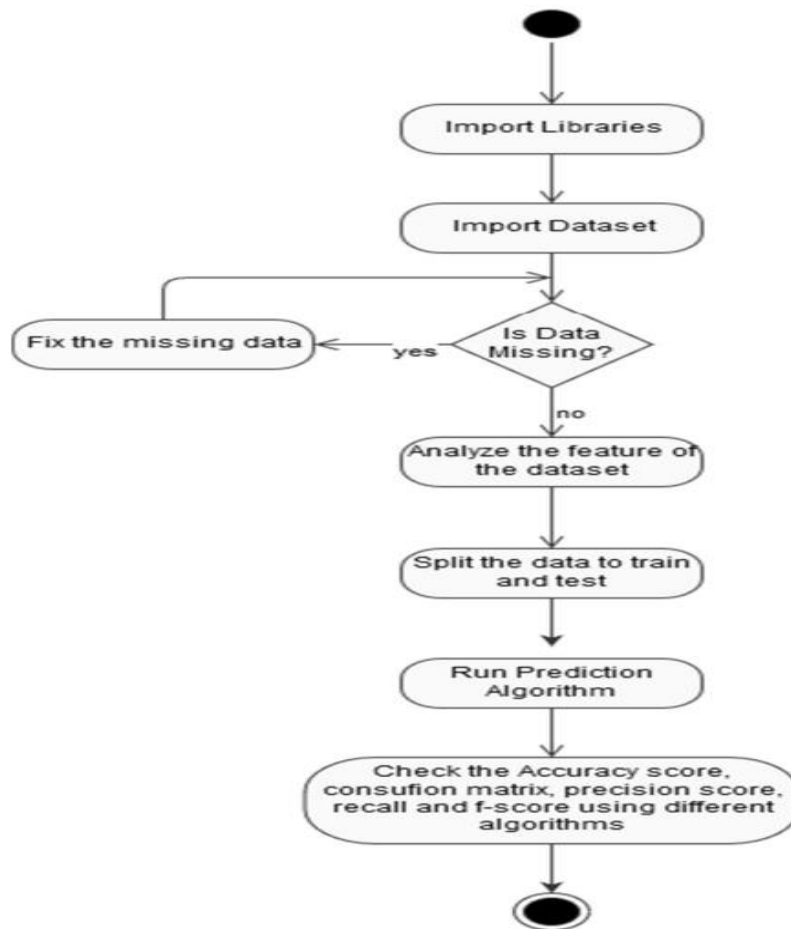 Import Libraries
Import Dataset
Is Data
Missing?
yes
Fix the missing data
no
Analyze the feature of
the dataset
Split the data to train
and test
Run Prediction
Algorithm
Check the Accuracy score,
consufion matrix, precision score,
recall and f-score using different
algorithms